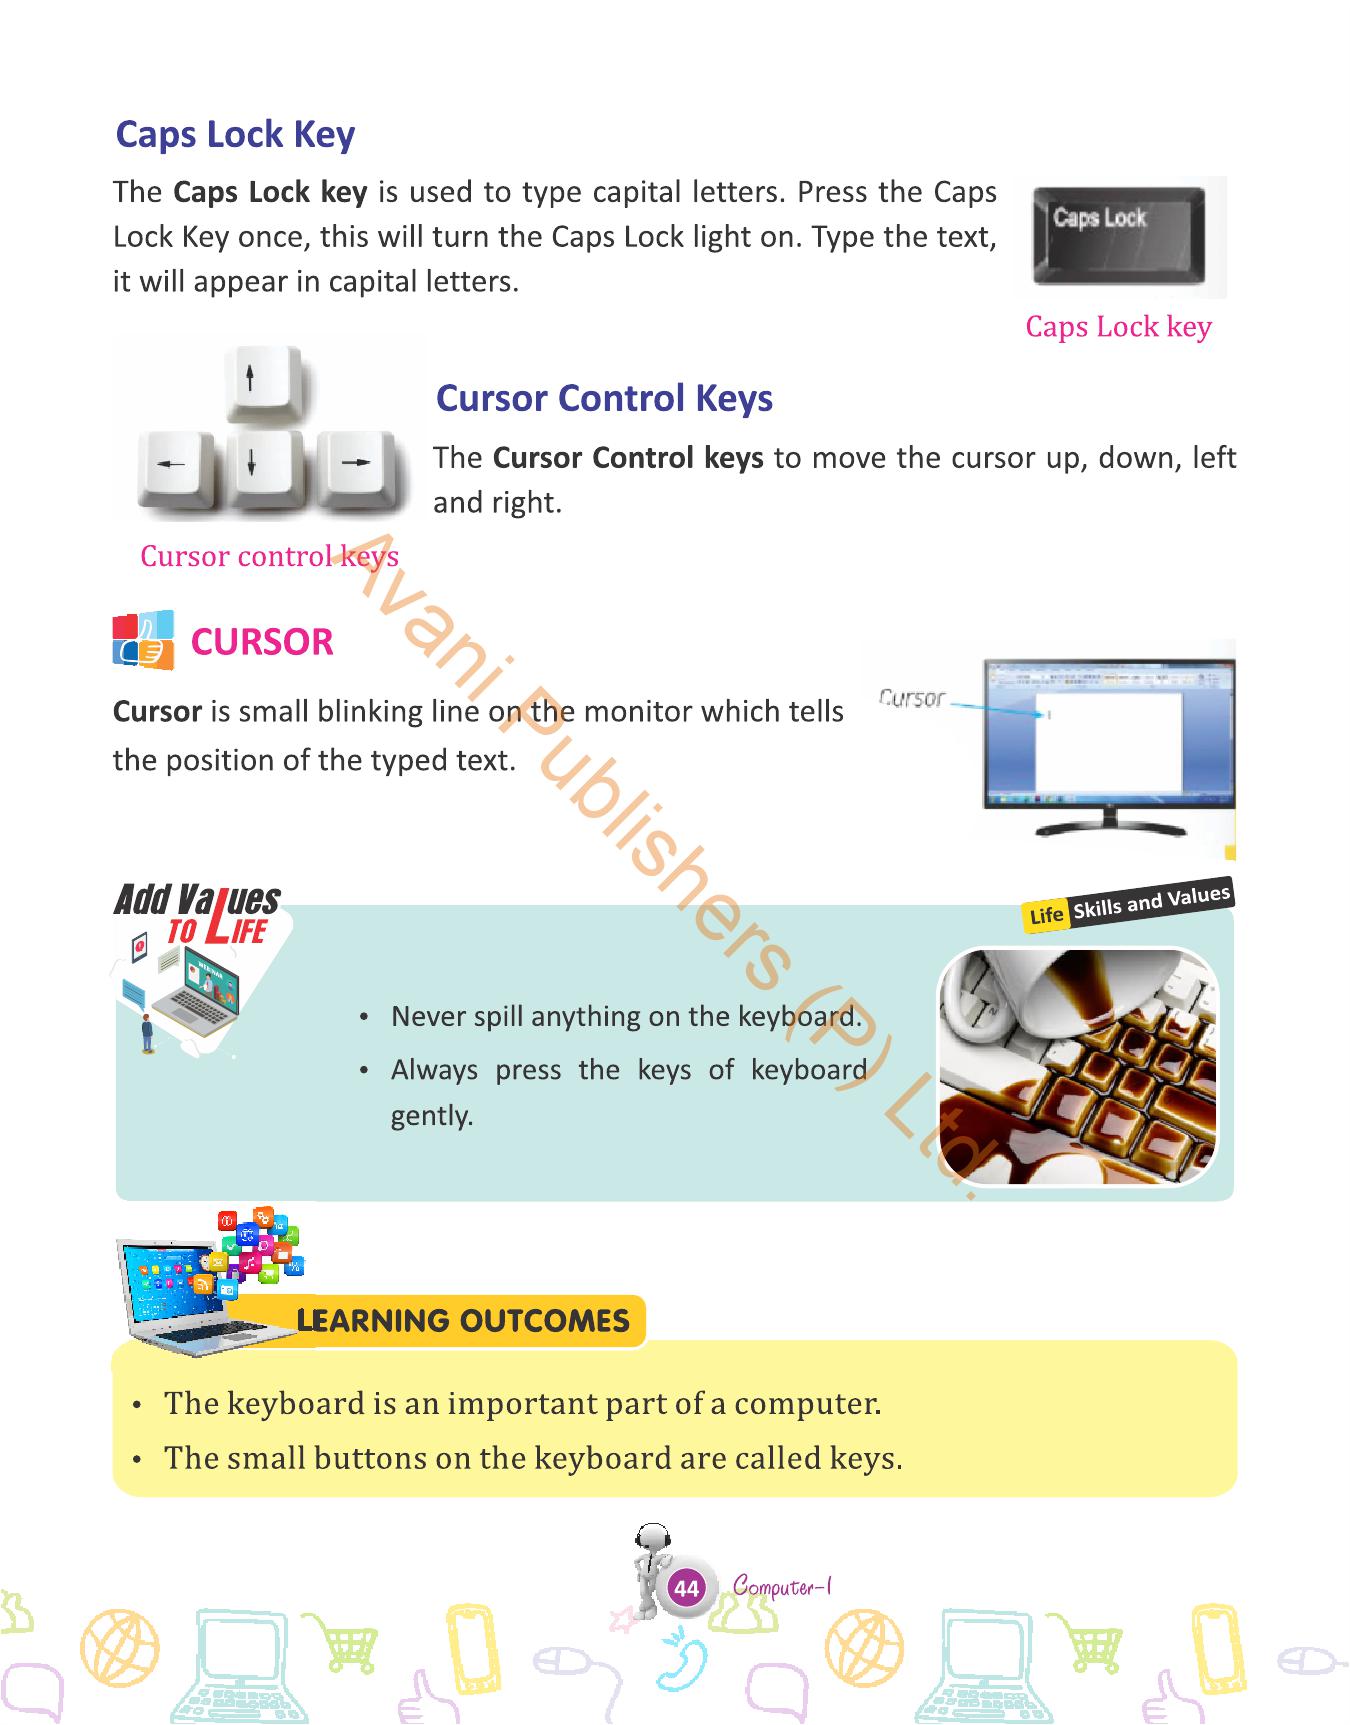 Caps Lock Key
The Caps Lock key is used to type capital letters. Press the Caps
Lock Key once, this will turn the Caps Lock light on. Type the text,
it will appear in capital letters.
Caps Lock
Caps Lock key
Cursor Control Keys
The Cursor Control keys to move the cursor up, down, left
and right.
Cursor control keys
CURSOR
Cursor is small blinking line on the monitor which tells
the position of the typed text.
Cursor
Add Values
TO LIFE
WEBINAR
Life Skills and Values
• Never spill anything on the keyboard.
• Always press the keys of keyboard
gently.
LEARNING OUTCOMES
• The keyboard is an important part of a computer.
• The small buttons on the keyboard are called keys.
44
Computer-1
Avani Publishers (P) Ltd.